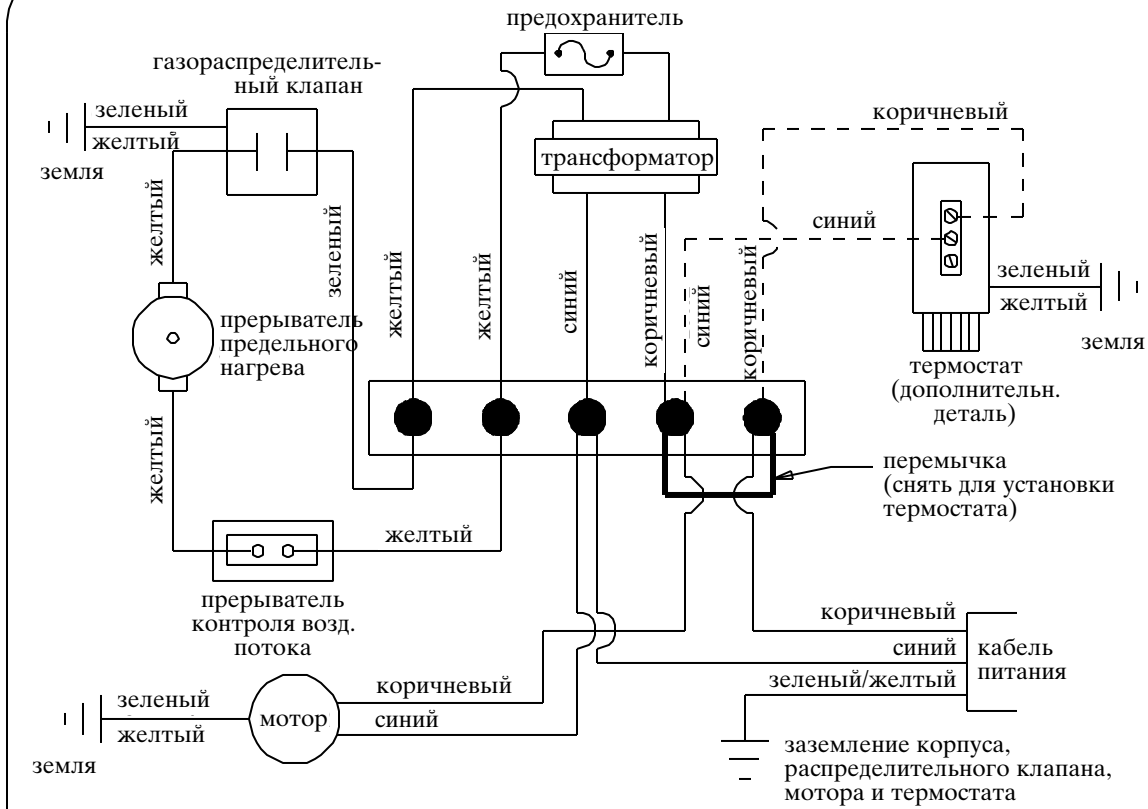 предохранитель
газораспределитель-
ный клапан
зеленый
желтый
земля
коричневый
трансформатор
синий
желтый
зеленый
желтый
желтый
синий
коричневый
синий
коричневый
зеленый
желтый
земля
прерыватель
предельного
нагрева
термостат
(дополнительн.
деталь)
желтый
перемычка
(снять для установки
термостата)
желтый
прерыватель
контроля возд.
потока
коричневый
синий
зеленый/желтый
кабель
питания
зеленый
желтый
земля
мотор
коричневый
синий
заземление корпуса,
распределительного клапана,
мотора и термостата